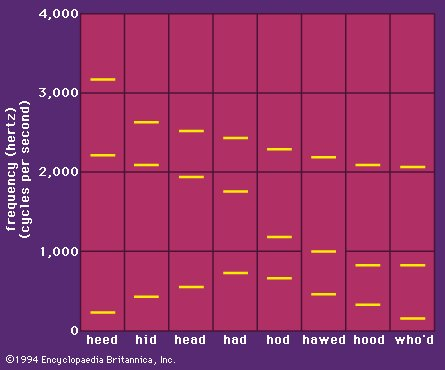 4,000
3,000
2,000
1,000
0
frequency (hertz)
(cycles per second)
heed hid head had hod hawed hood who'd
©1994 Encyclopaedia Britannica, Inc.